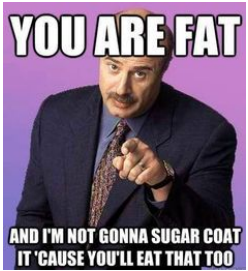 YOU ARE FAT
AND I'M NOT GONNA SUGAR COAT
IT 'CAUSE YOU'LL EAT THAT TOO